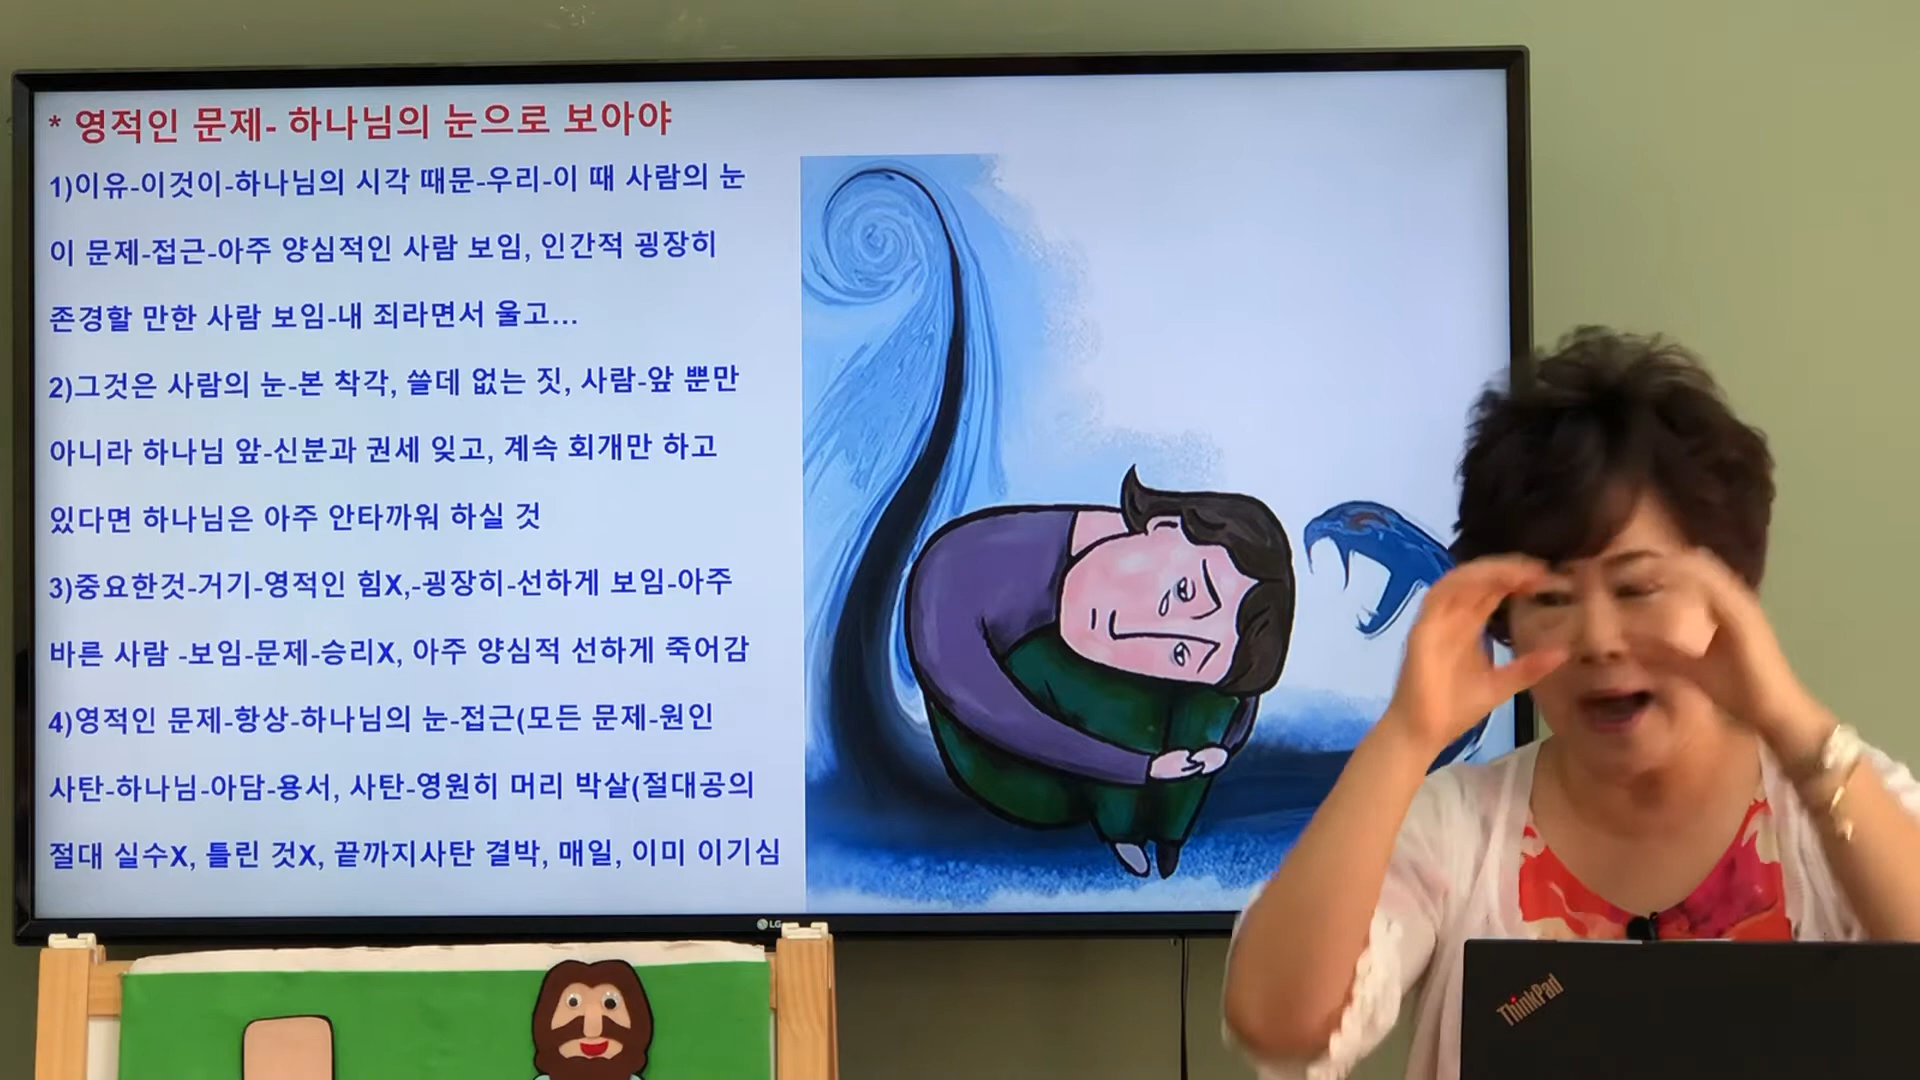 * 영적인 문제- 하나님의 눈으로 보아야
1)이유-이것이-하나님의 시각 때문-우리-이 때 사람의 눈
이 문제-접근-아주 양심적인 사람 보임, 인간적 굉장히
존경할 만한 사람 보임-내 죄라면서 울고...
2)그것은 사람의 눈-본 착각, 쓸데 없는 짓, 사람-앞 뿐만
아니라 하나님 앞-신분과 권세 잊고, 계속 회개만 하고
있다면 하나님은 아주 안타까워 하실 것
3)중요한것-거기-영적인 힘X,-굉장히-선하게 보임-아주
바른 사람 -보임-문제-승리X, 아주 양심적 선하게 죽어감
4)영적인 문제-항상-하나님의 눈-접근(모든 문제-원인
사탄-하나님-아담-용서, 사탄-영원히 머리 박살(절대공의
절대 실수X, 틀린 것X, 끝까지사탄 결박, 매일, 이미 이기심
LG
ThinkPad